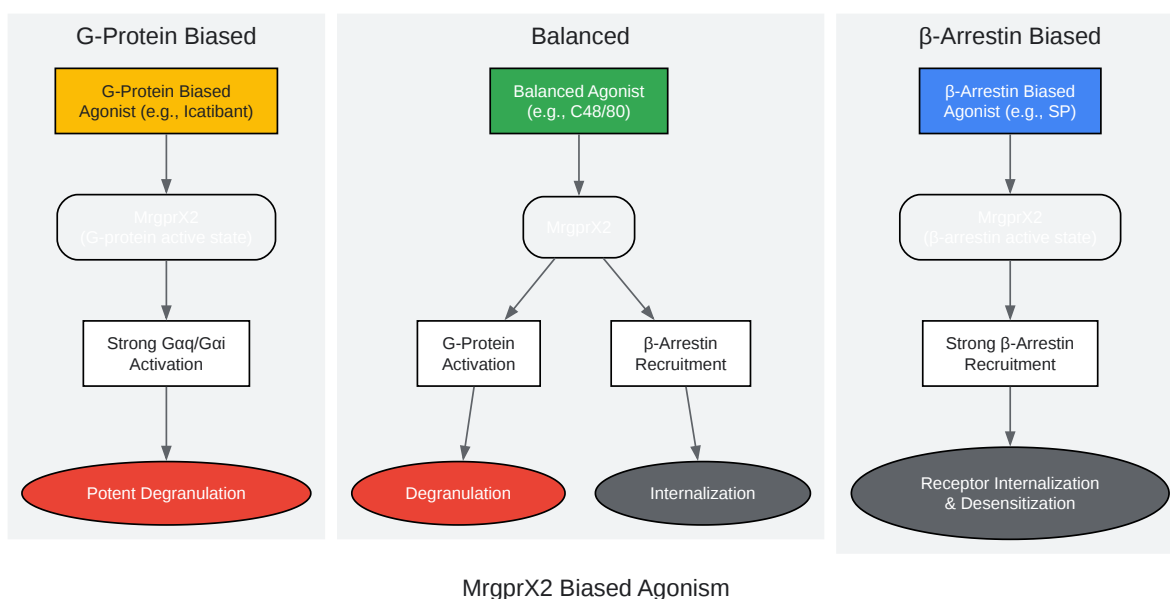 G-Protein Biased
G-Protein Biased
Agonist (e.g., Icatibant)
MrgprX2
(G-protein active state)
Strong Gαq/Gαi
Activation
Potent Degranulation
Balanced
Balanced Agonist
(e.g., C48/80)
MrgprX2
G-Protein
Activation
β-Arrestin
Recruitment
Degranulation
Internalization
β-Arrestin Biased
β-Arrestin Biased
Agonist (e.g., SP)
MrgprX2
(β-arrestin active state)
Strong β-Arrestin
Recruitment
Receptor Internalization
& Desensitization
MrgprX2 Biased Agonism